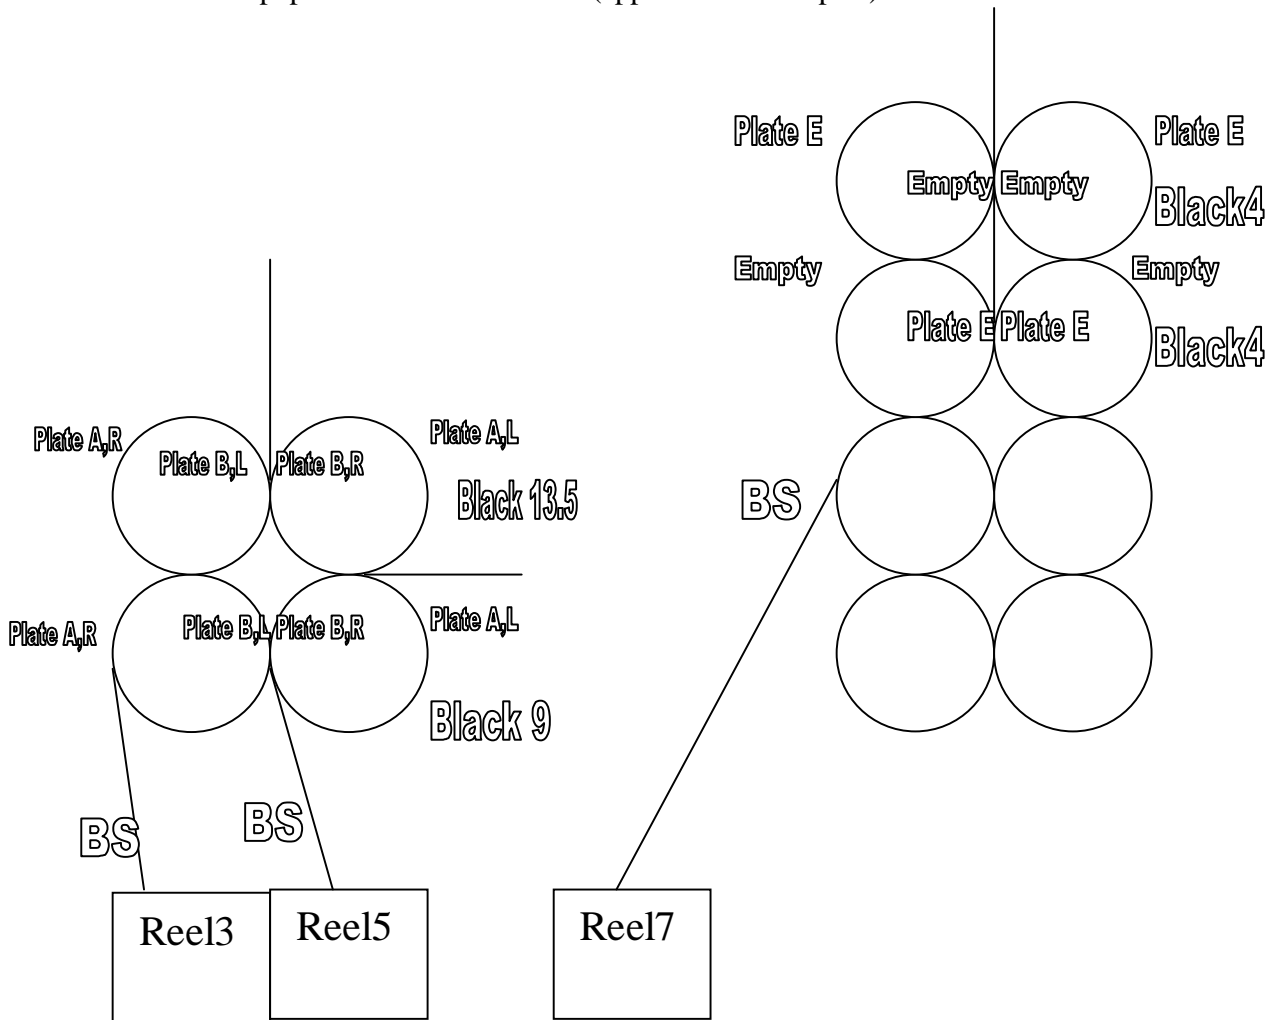 Plate E
Plate E
Empty Empty
Black4
Empty
Empty
Plate E Plate E
Black4
Plate A,R
Plate A,L
Plate B,L Plate B,R
Black 13.5
BS
Plate A,R
Plate B,L Plate B,R
Plate A,L
Black 9
BS
BS
Reel3
Reel5
Reel7